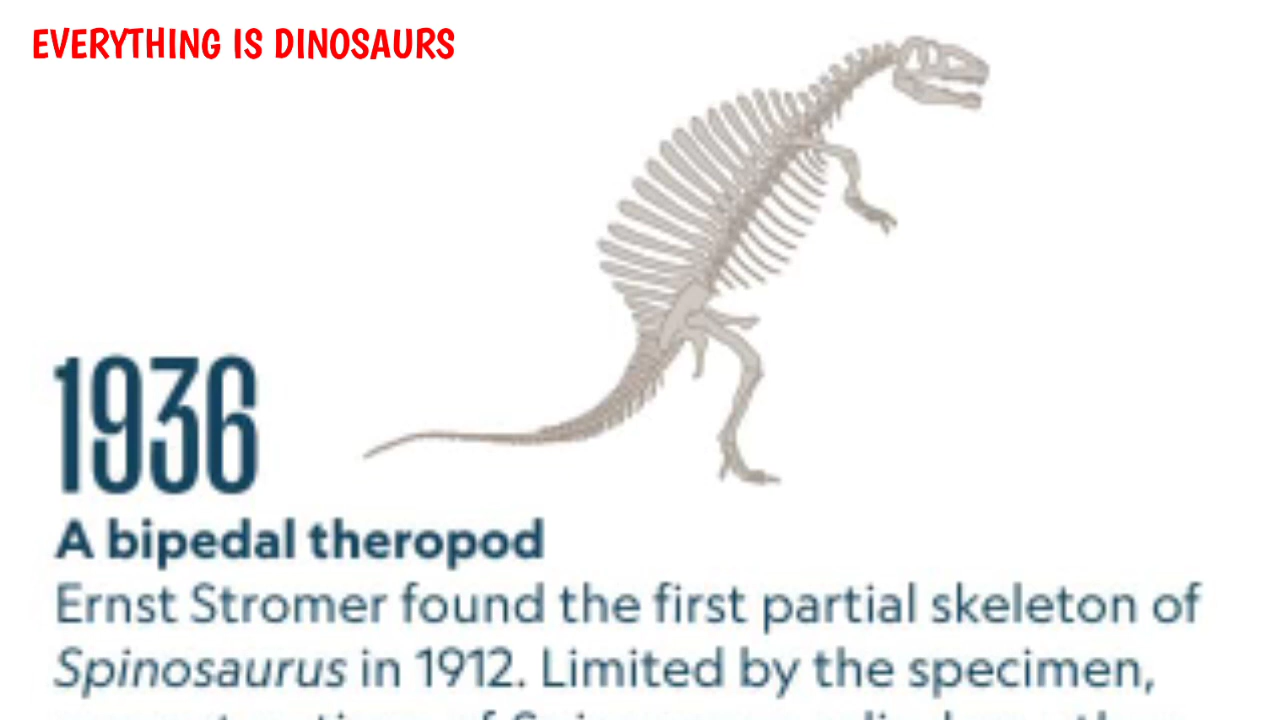 EVERYTHING IS DINOSAURS
1936
A bipedal theropod
Ernst Stromer found the first partial skeleton of
Spinosaurus in 1912. Limited by the specimen,